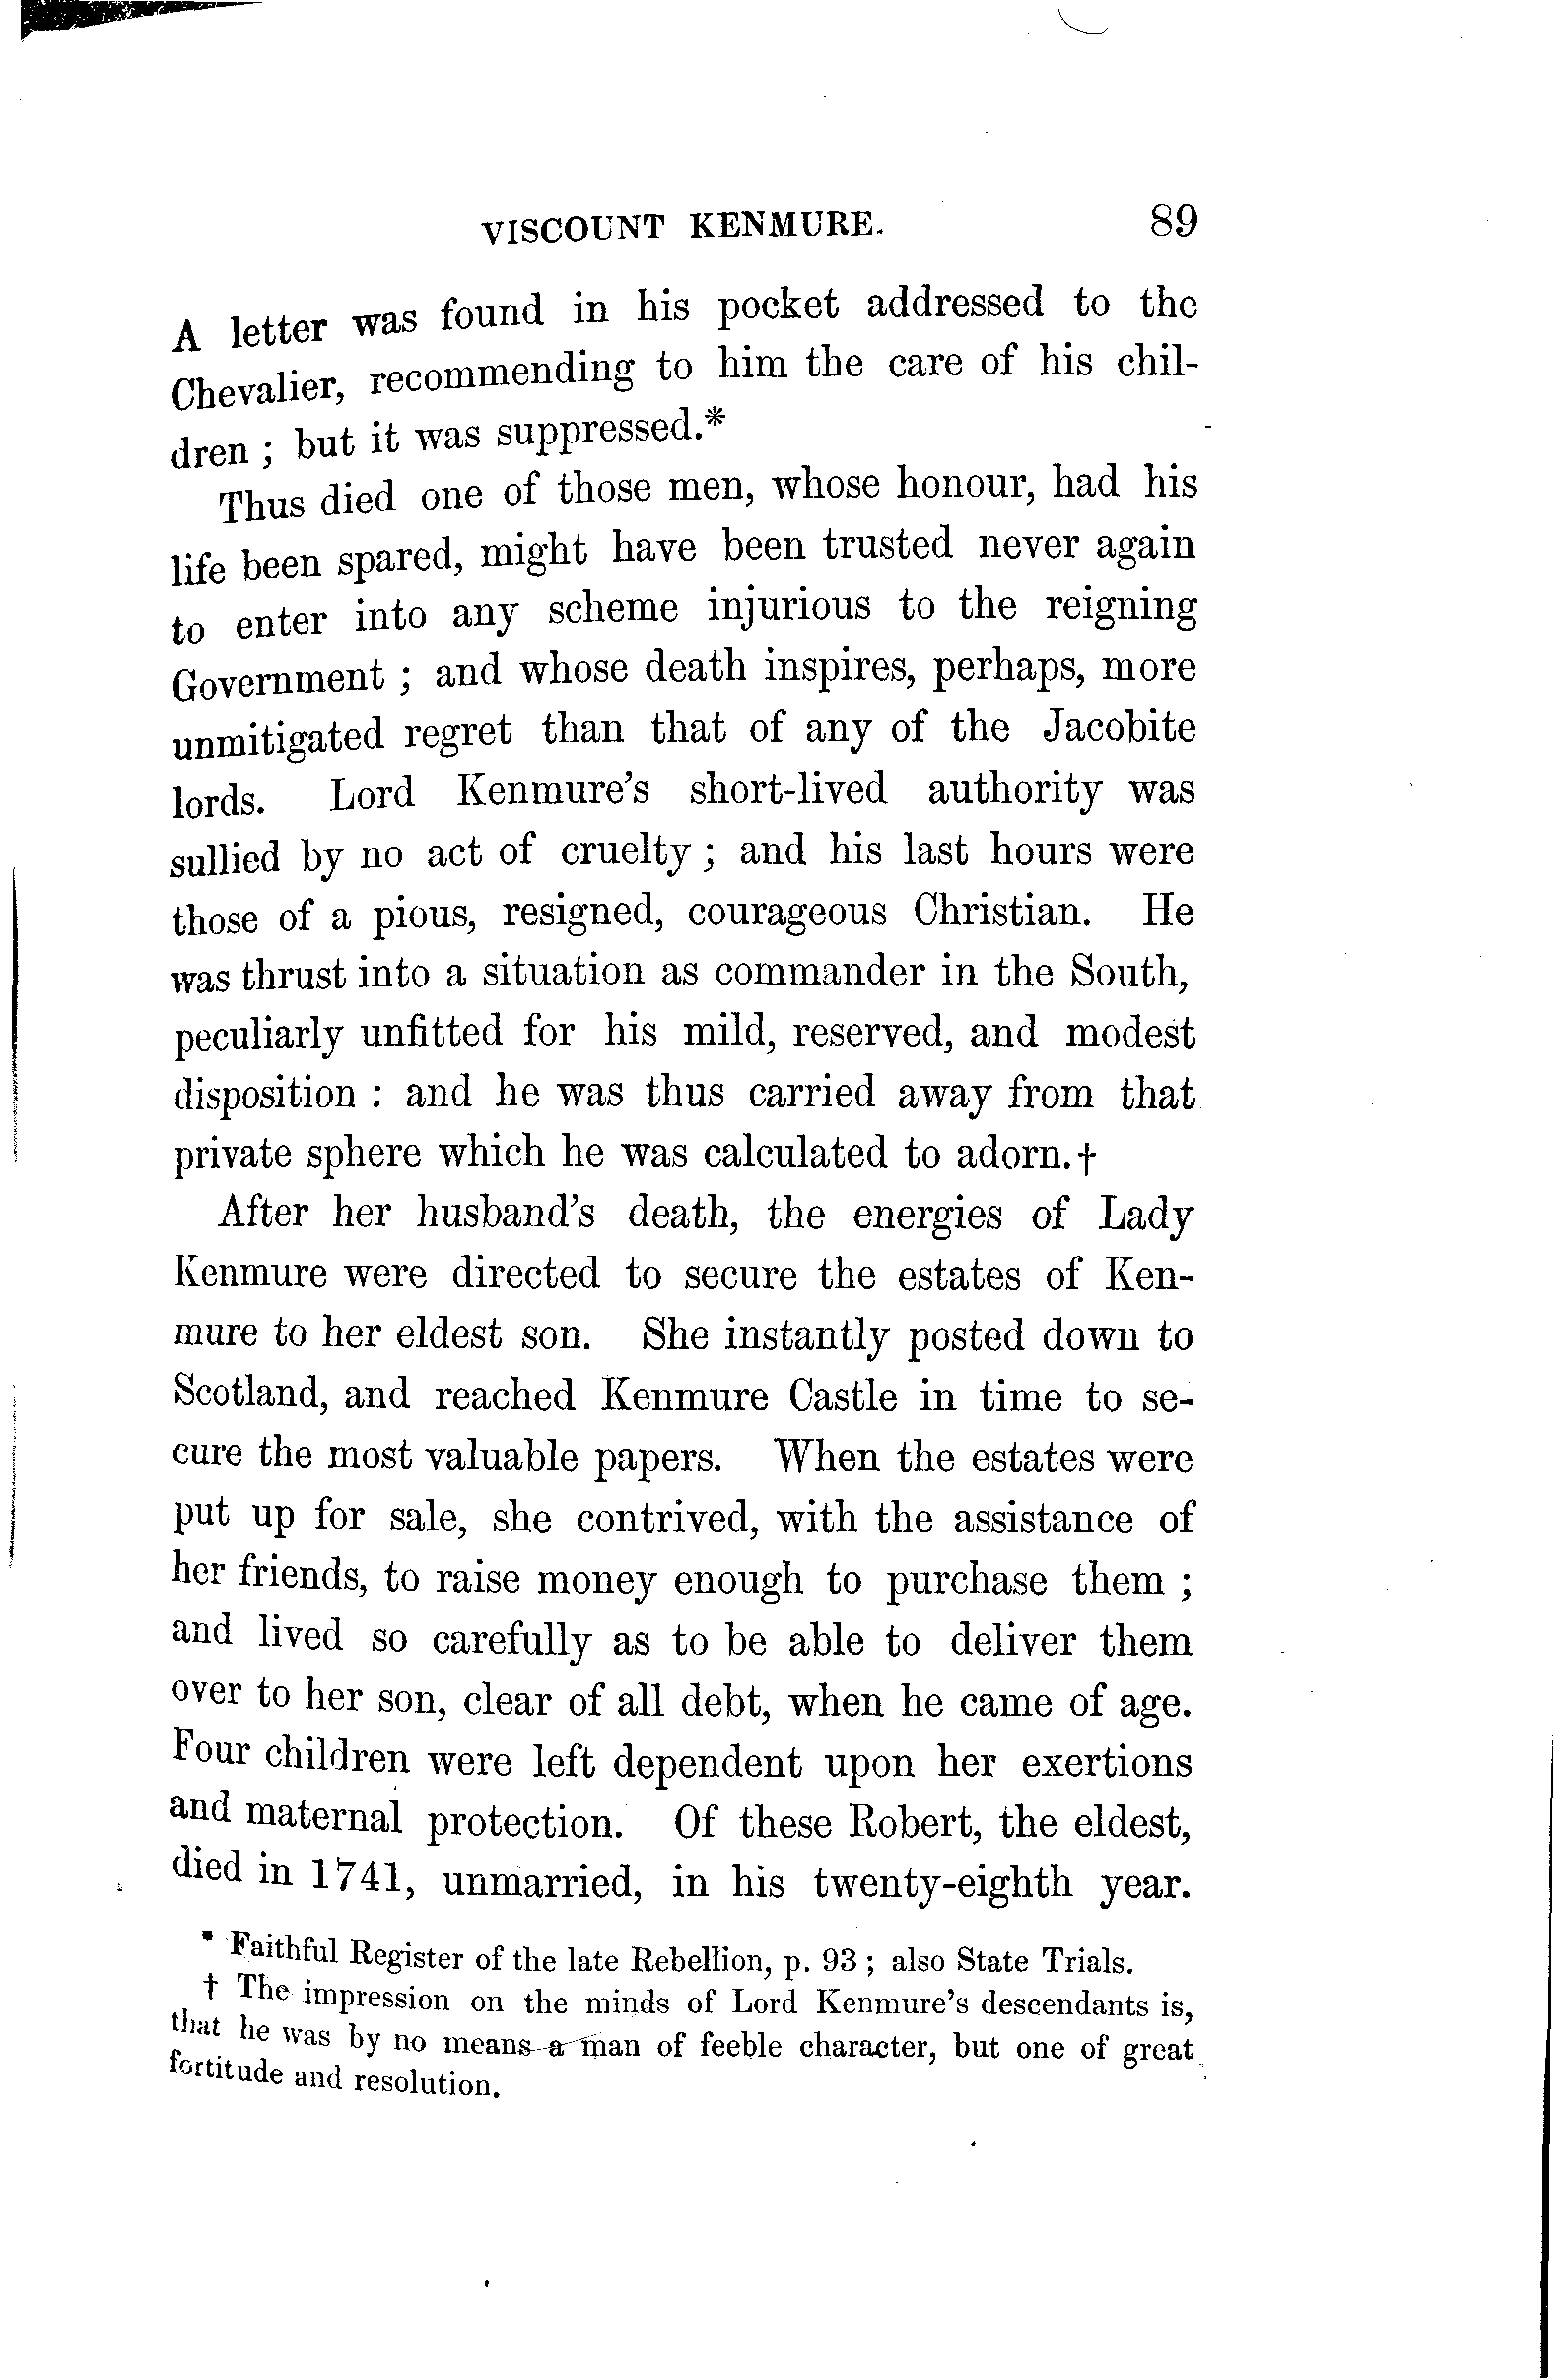 VISCOUNT KENMURE. 89
A letter was found in his pocket addressed to the
Chevalier, recommending to him the care of his chil-
dren ; but it was suppressed.*
Thus died one of those men, whose honour, had his
life been spared, might have been trusted never again
to enter into any scheme injurious to the reigning
Government ; and whose death inspires, perhaps, more
unmitigated regret than that of any of the Jacobite
lords. Lord Kenmure's short-lived authority was
sullied by no act of cruelty ; and his last hours were
those of a pious, resigned, courageous Christian. He
was thrust into a situation as commander in the South,
peculiarly unfitted for his mild, reserved, and modest
disposition : and he was thus carried away from that
private sphere which he was calculated to adorn.†
After her husband's death, the energies of Lady
Kenmure were directed to secure the estates of Ken-
mure to her eldest son. She instantly posted down to
Scotland, and reached Kenmure Castle in time to se-
cure the most valuable papers. When the estates were
put up for sale, she contrived, with the assistance of
her friends, to raise money enough to purchase them ;
and lived so carefully as to be able to deliver them
over to her son, clear of all debt, when he came of age.
Four children were left dependent upon her exertions
and maternal protection. Of these Robert, the eldest,
died in 1741, unmarried, in his twenty-eighth year.
* Faithful Register of the late Rebellion, p. 93 ; also State Trials.
† The impression on the minds of Lord Kenmure's descendants is,
that he was by no means a man of feeble character, but one of great
fortitude and resolution.